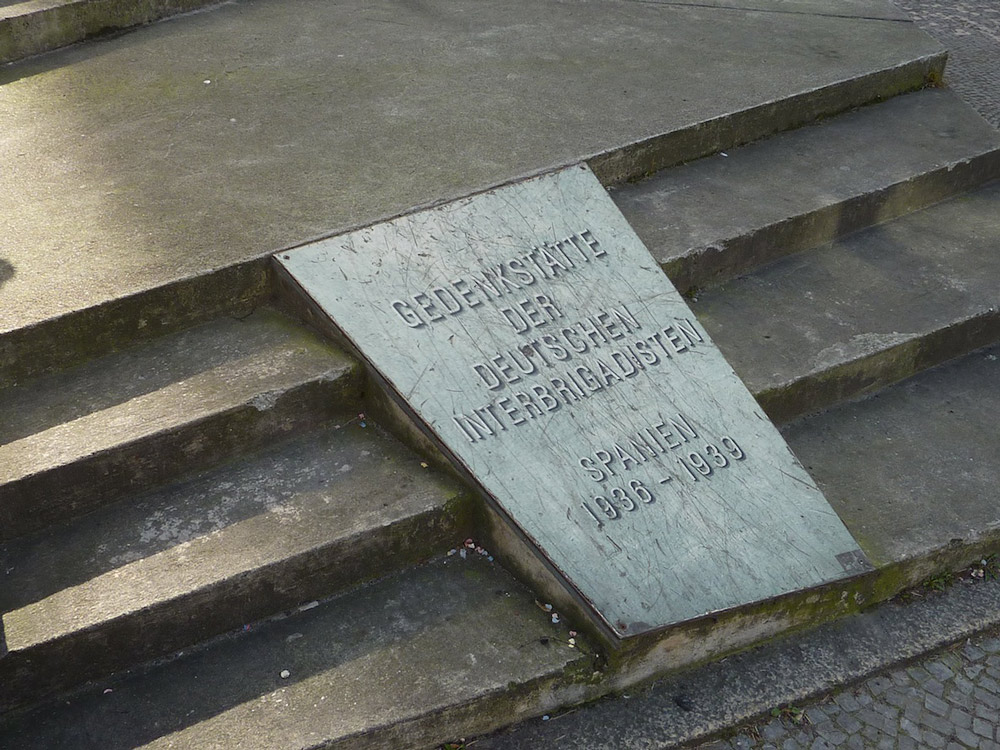 GEDENKSTÄTTE
DER
DEUTSCHEN
INTERBRIGADISTEN
SPANIEN
1936 – 1939